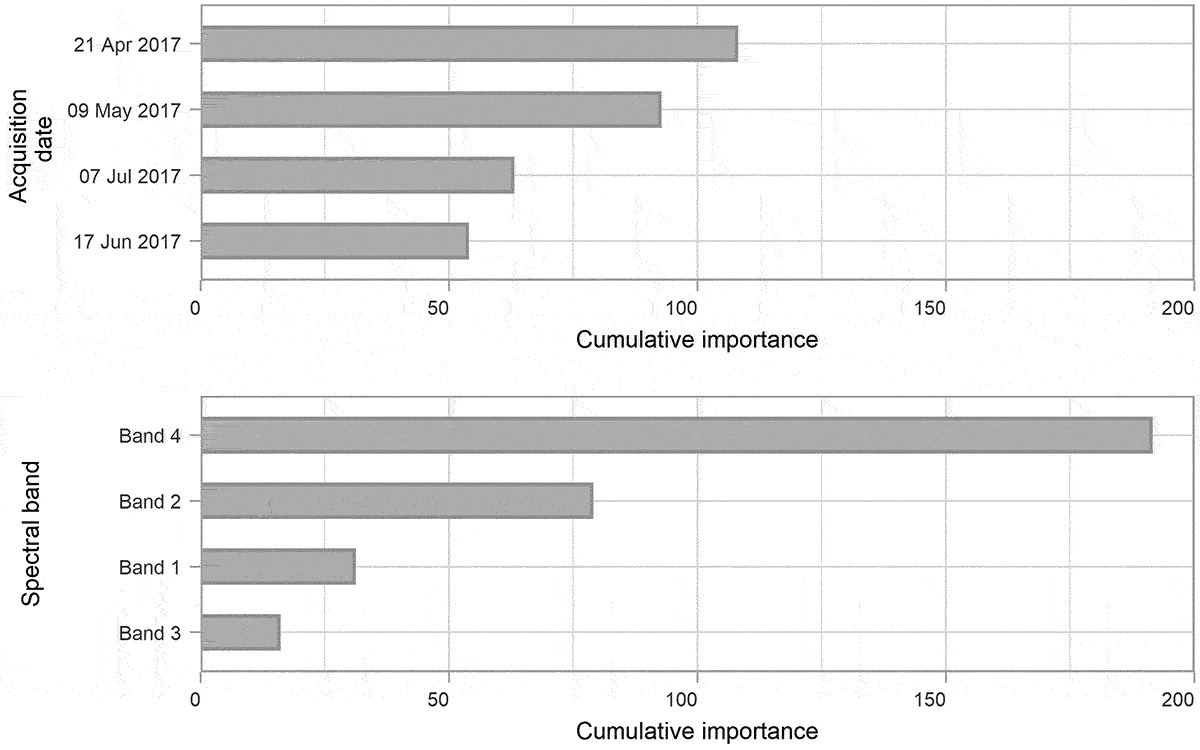 Acquisition
date
21 Apr 2017
09 May 2017
07 Jul 2017
17 Jun 2017
0 50 100 150 200
Cumulative importance
Spectral band
Band 4
Band 2
Band 1
Band 3
0 50 100 150 200
Cumulative importance